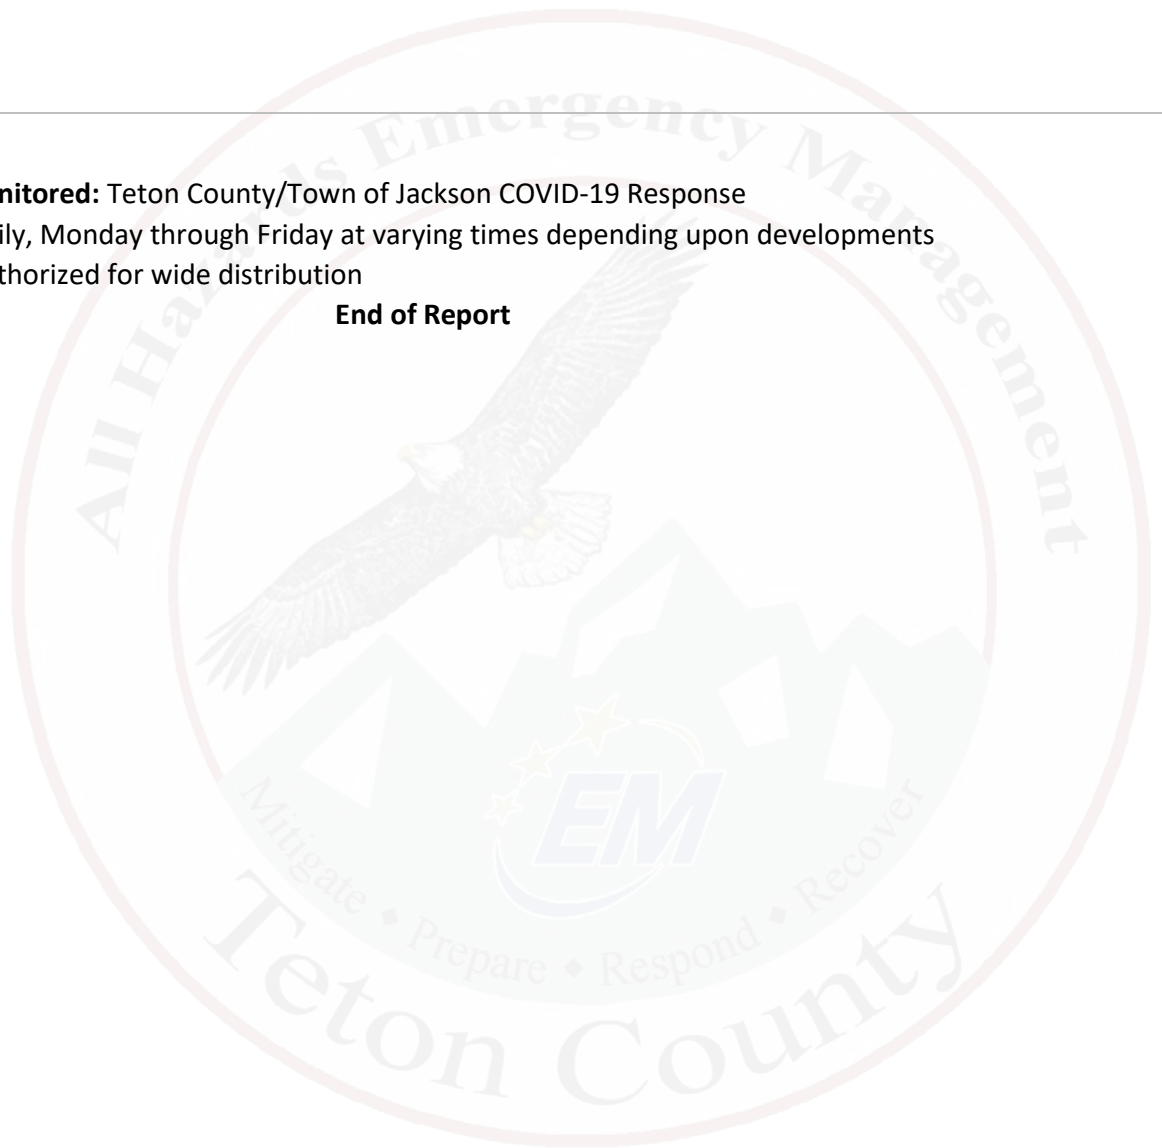 nitored: Teton County/Town of Jackson COVID-19 Response
ily, Monday through Friday at varying times depending upon developments
thorized for wide distribution
End of Report
All Hazards Emergency Management
EM
Mitigate ◆ Prepare ◆ Respond ◆ Recover
Teton County